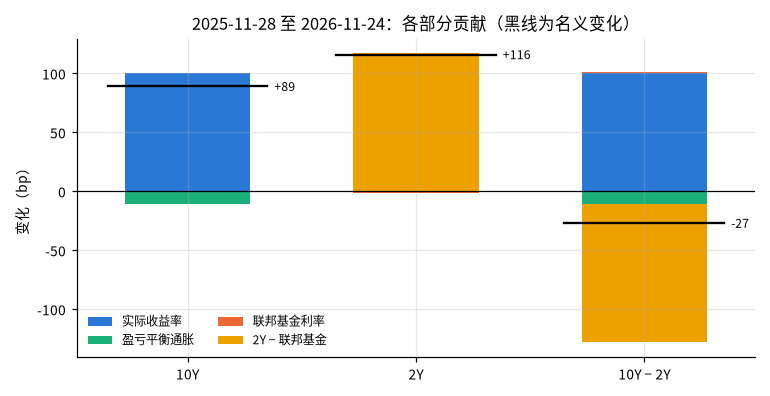 2025-11-28 至 2026-11-24：各部分贡献（黑线为名义变化）
变化（bp）
100
50
0
-50
-100
+89
+116
-27
实际收益率
盈亏平衡通胀
联邦基金利率
2Y − 联邦基金
10Y
2Y
10Y − 2Y